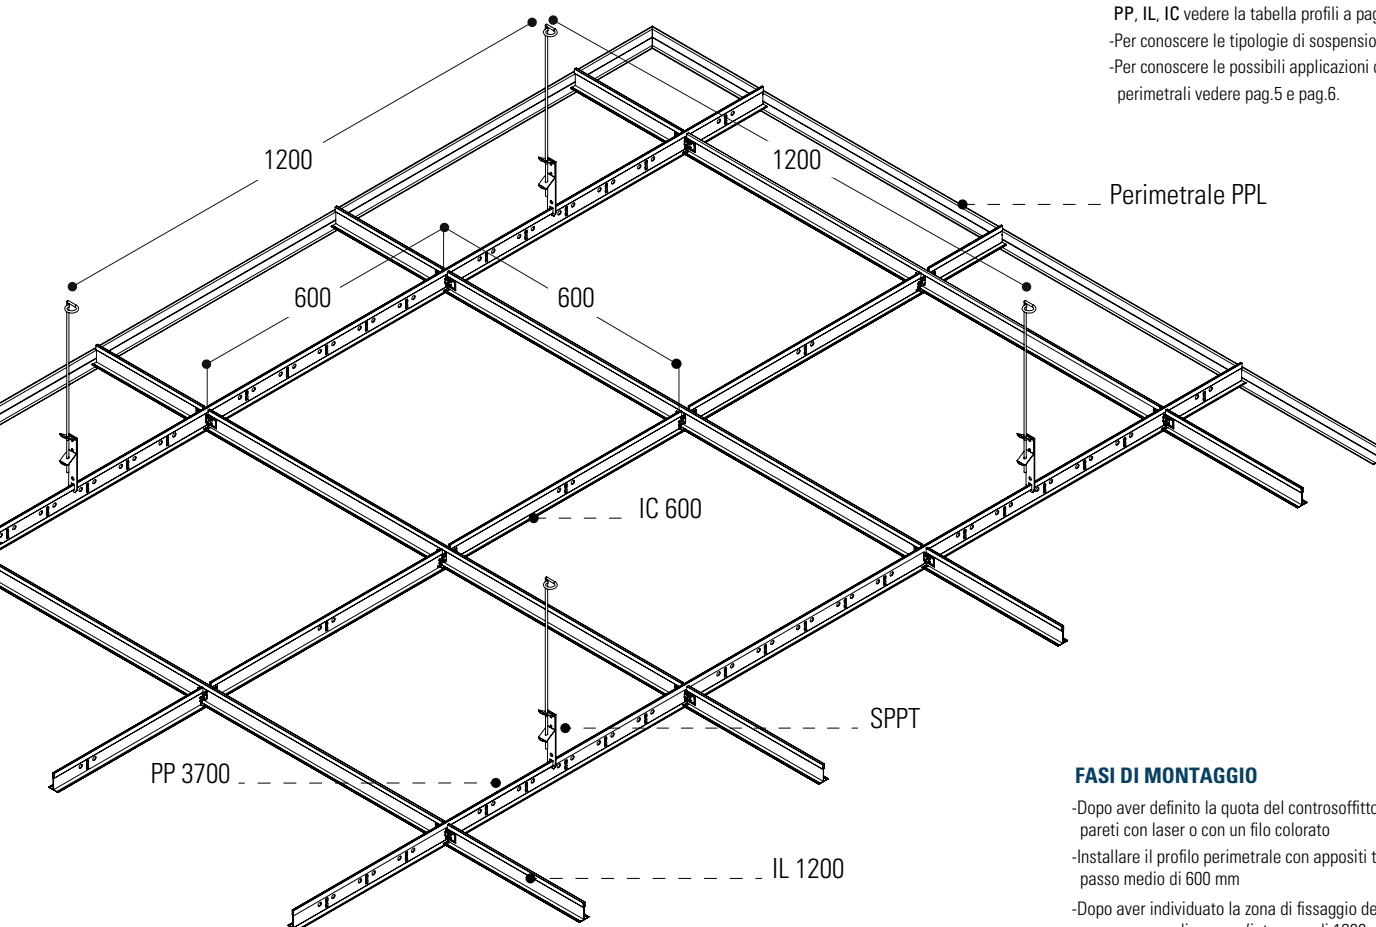 PP, IL, IC vedere la tabella profili a pag
-Per conoscere le tipologie di sospensio
-Per conoscere le possibili applicazioni
perimetrali vedere pag.5 e pag.6.
1200
1200
Perimetrale PPL
600
600
IC 600
SPPT
PP 3700
IL 1200
FASI DI MONTAGGIO
-Dopo aver definito la quota del controsoffitto
pareti con laser o con un filo colorato
-Installare il profilo perimetrale con appositi
passo medio di 600 mm
-Dopo aver individuato la zona di fissaggio